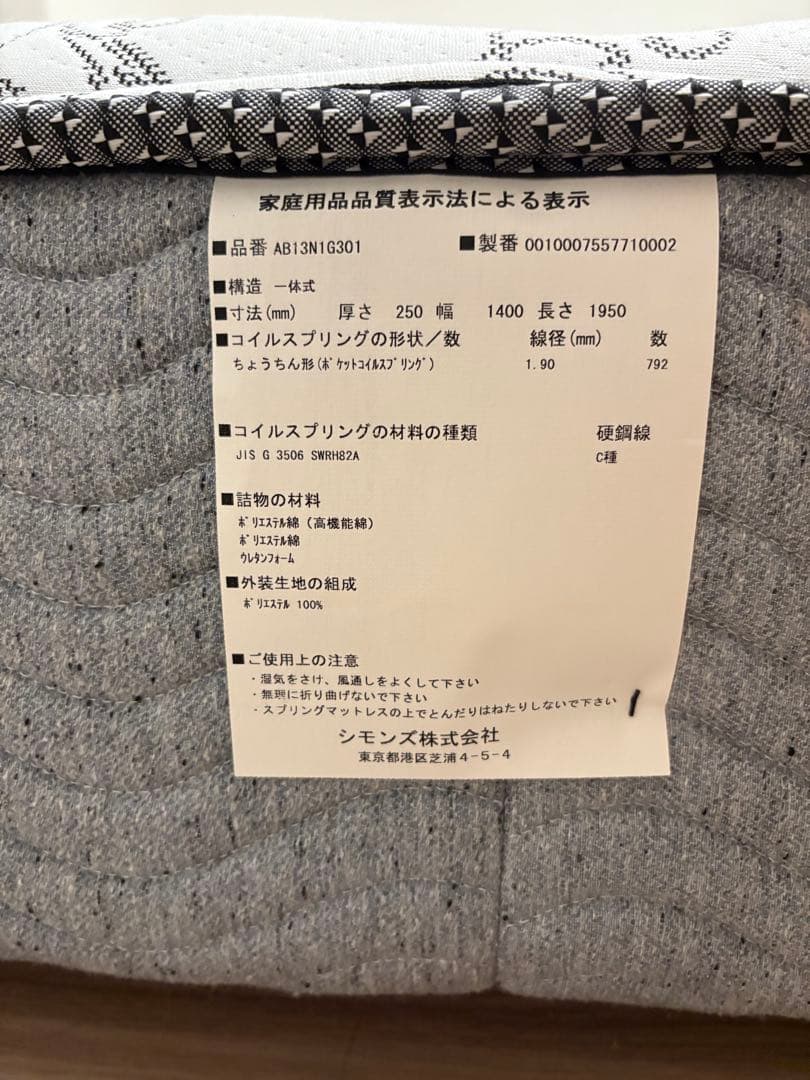 家庭用品品質表示法による表示
■品番 AB13N1G301 ■製番 0010007557710002
■構造 一体式
■寸法(mm) 厚さ 250 幅 1400 長さ 1950
■コイルスプリングの形状／数 線径(mm) 数
ちょうちん形(ﾎﾟｹｯﾄｺｲﾙｽﾌﾟﾘﾝｸﾞ) 1.90 792
■コイルスプリングの材料の種類 硬鋼線
JIS G 3506 SWRH82A C種
■詰物の材料
ﾎﾟﾘｴｽﾃﾙ綿（高機能綿）
ﾎﾟﾘｴｽﾃﾙ綿
ｳﾚﾀﾝﾌｫｰﾑ
■外装生地の組成
ﾎﾟﾘｴｽﾃﾙ 100%
■ご使用上の注意
・湿気をさけ、風通しをよくして下さい
・無理に折り曲げないで下さい
・スプリングマットレスの上でとんだりはねたりしないで下さい
シモンズ株式会社
東京都港区芝浦4-5-4